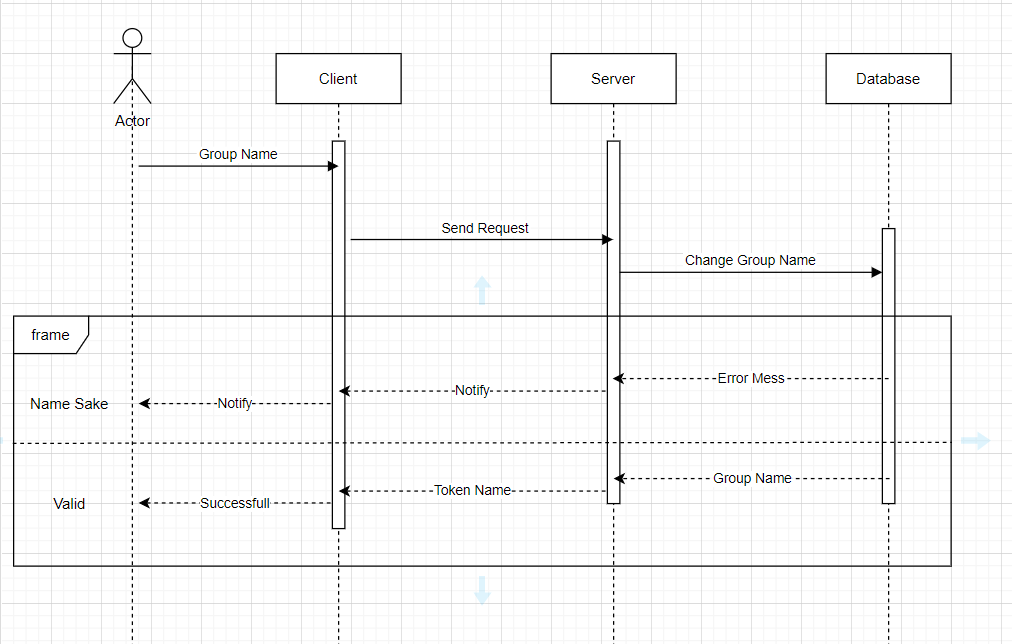 Client
Server
Database
Actor
Group Name
Send Request
Change Group Name
frame
Error Mess
Notify
Notify
Name Sake
Group Name
Token Name
Successfull
Valid